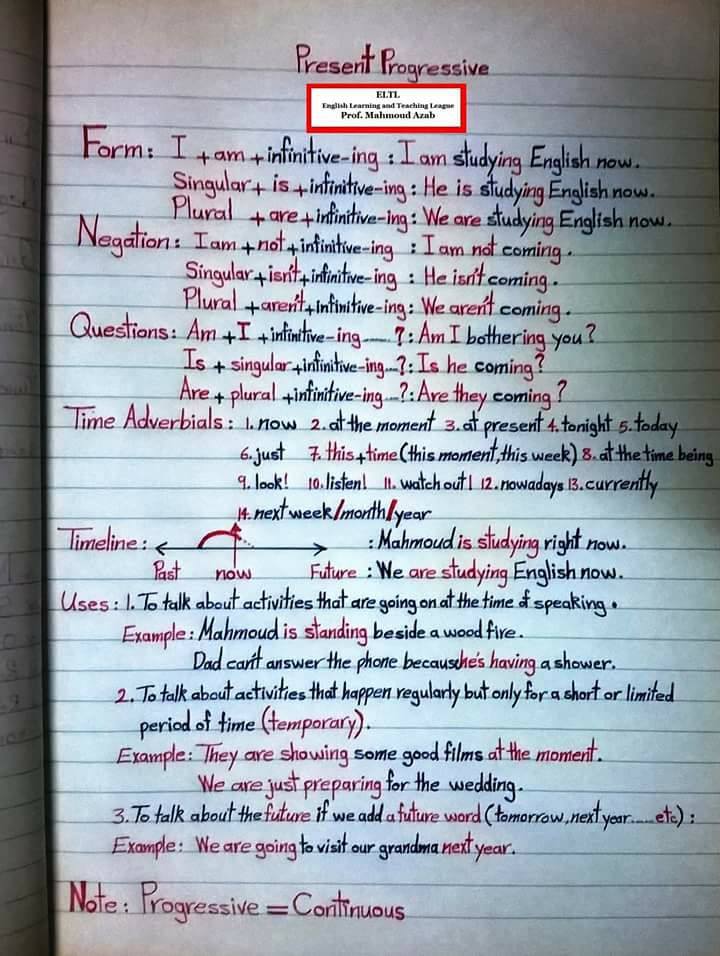 Present Progressive
ELTL
English Learning and Teaching League
Prof. Mahmoud Azab
Form: I +am +infinitive-ing : I am studying English now.
Singular+ is +infinitive-ing : He is studying English now.
Plural +are+infinitive-ing : We are studying English now.
Negation: I am+not+infinitive-ing : I am not coming.
Singular+isn't+infinitive-ing : He isn't coming.
Plural +aren't+infinitive-ing: We aren't coming.
Questions: Am +I +infinitive-ing......?: Am I bothering you?
Is + singular+infinitive-ing...?: Is he coming?
Are + plural +infinitive-ing...?: Are they coming?
Time Adverbials: 1. now 2. at the moment 3. at present 4. tonight 5. today
6. just 7. this+time (this moment, this week) 8. at the time being
9. look! 10. listen! 11. watch out! 12. nowadays 13. currently
14. next week/month/year
Timeline: : Mahmoud is studying right now.
Past now Future : We are studying English now.
Uses: 1. To talk about activities that are going on at the time of speaking.
Example: Mahmoud is standing beside a wood fire.
Dad can't answer the phone because he's having a shower.
2. To talk about activities that happen regularly but only for a short or limited
period of time (temporary).
Example: They are showing some good films at the moment.
We are just preparing for the wedding.
3. To talk about the future if we add a future word (tomorrow, next year......etc) :
Example: We are going to visit our grandma next year.
Note: Progressive = Continuous